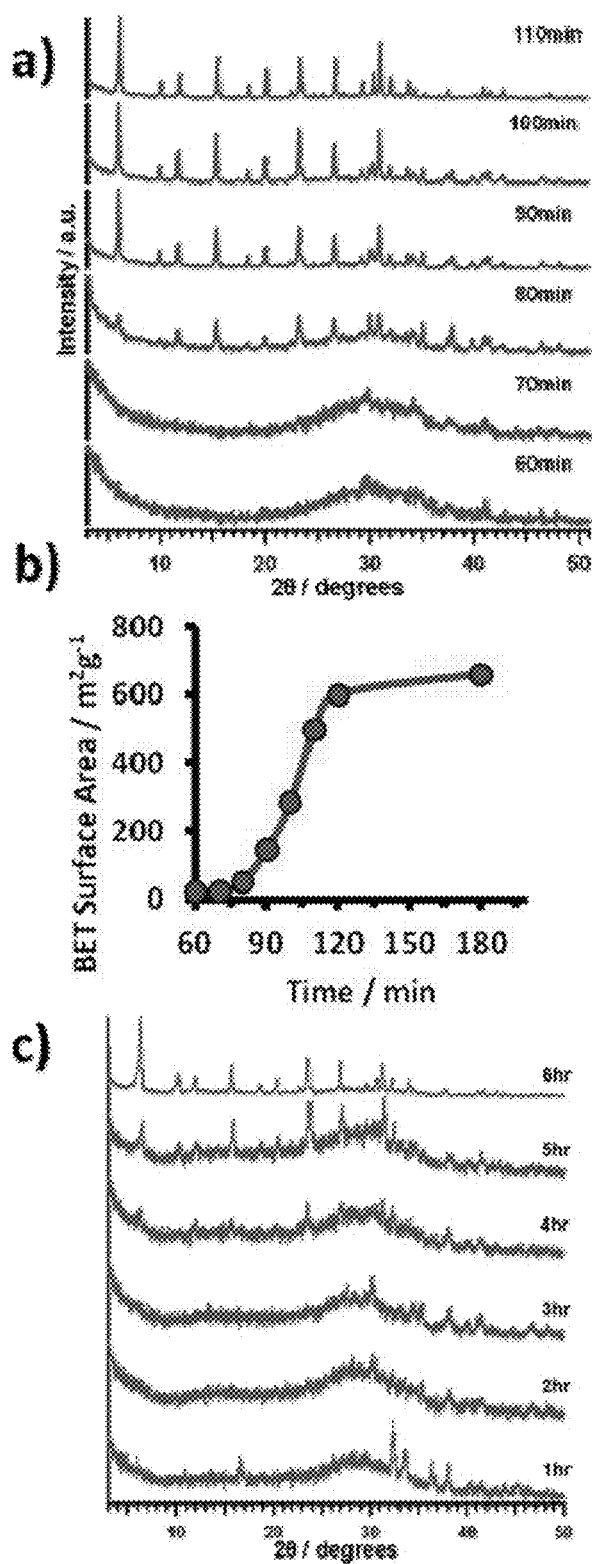 a)
110min
100min
90min
80min
70min
60min
Intensity / a.u.
10 20 30 40 50
2θ / degrees
b)
800
600
400
200
0
BET Surface Area / m²g⁻¹
60 90 120 150 180
Time / min
c)
6hr
5hr
4hr
3hr
2hr
1hr
10 20 30 40 50
2θ / degrees